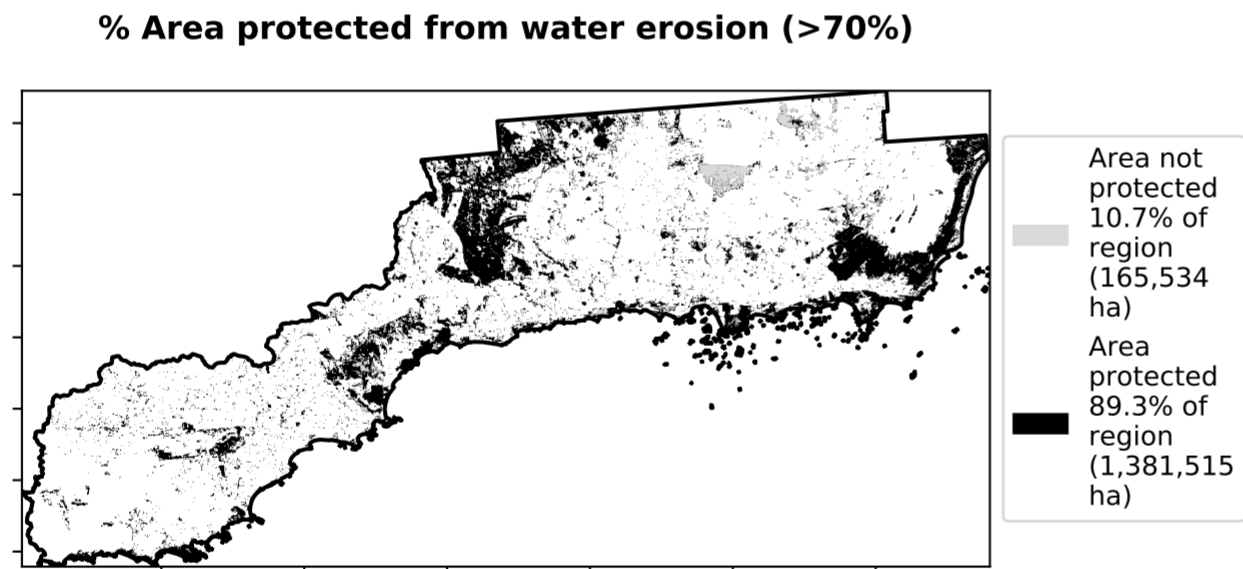 % Area protected from water erosion (>70%)
Area not
protected
10.7% of
region
(165,534
ha)
Area
protected
89.3% of
region
(1,381,515
ha)